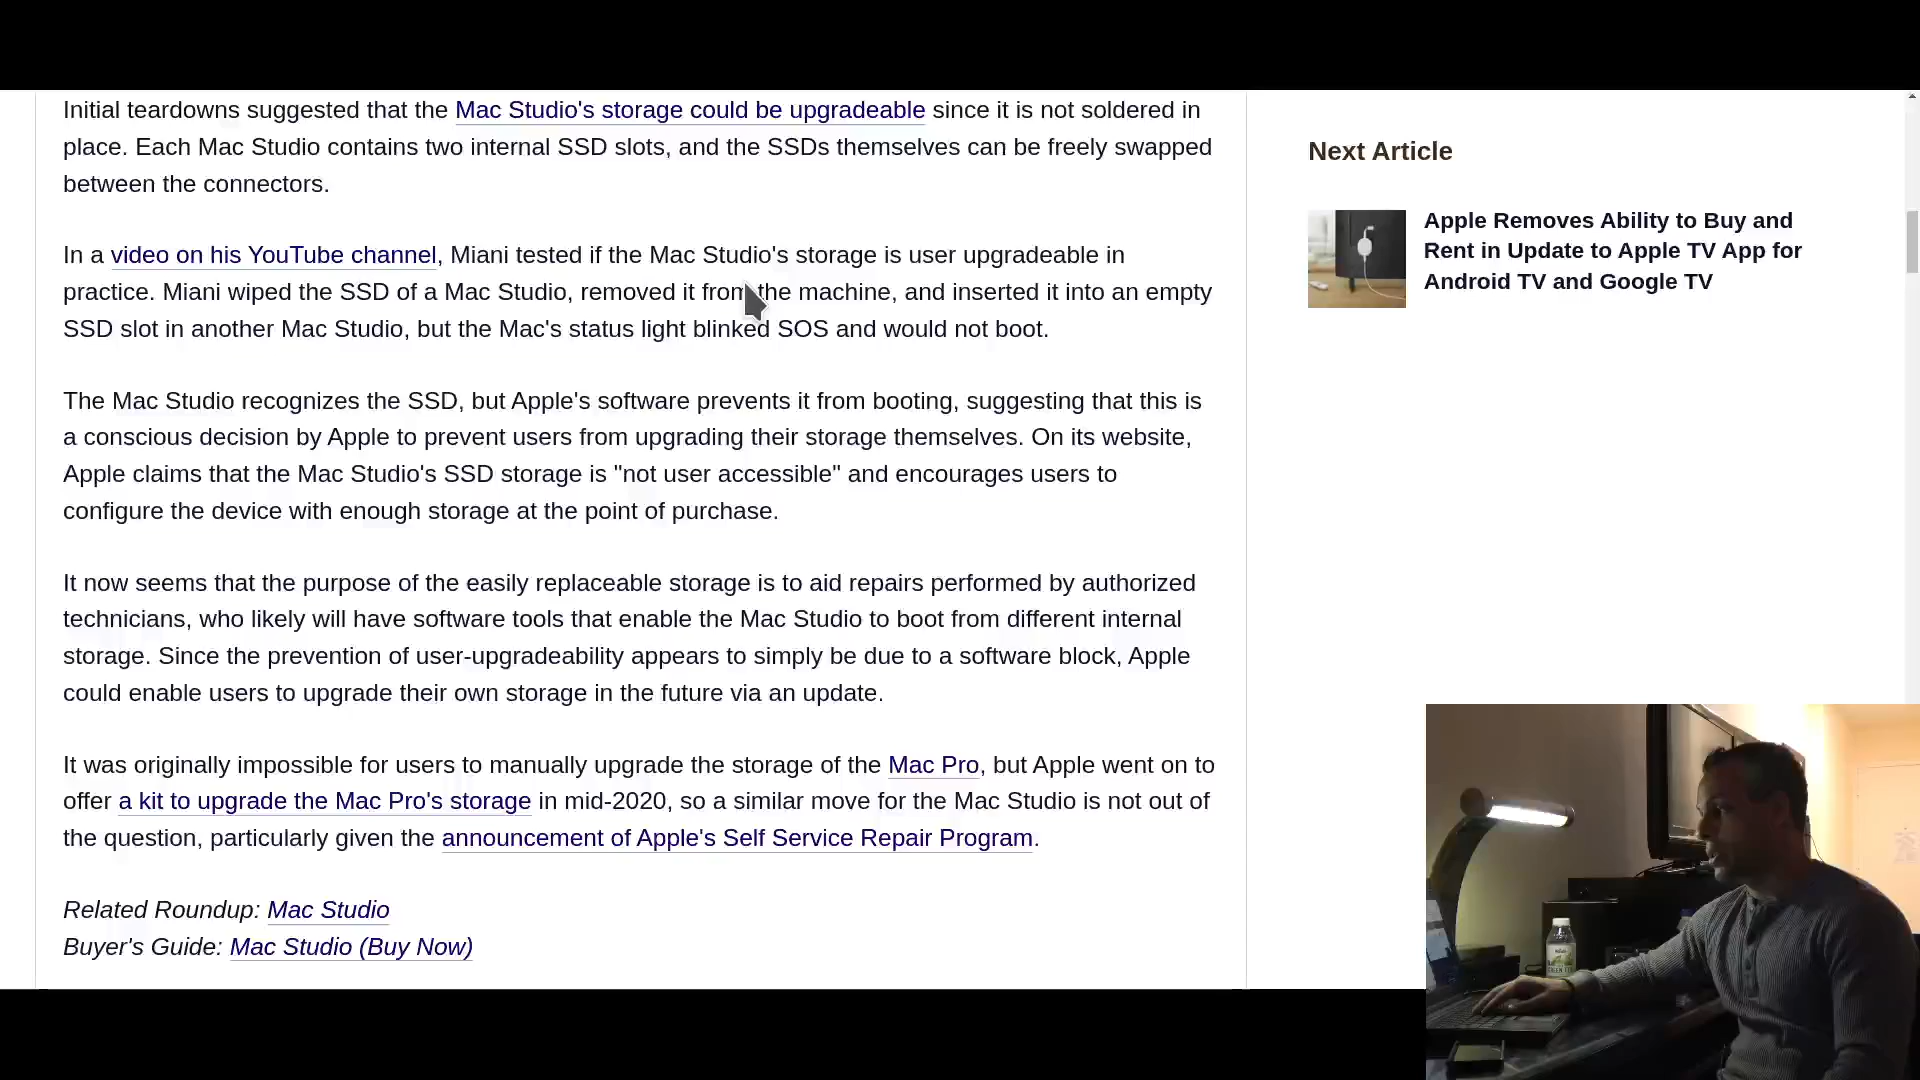 Initial teardowns suggested that the Mac Studio's storage could be upgradeable since it is not soldered in
place. Each Mac Studio contains two internal SSD slots, and the SSDs themselves can be freely swapped
between the connectors.
In a video on his YouTube channel, Miani tested if the Mac Studio's storage is user upgradeable in
practice. Miani wiped the SSD of a Mac Studio, removed it from the machine, and inserted it into an empty
SSD slot in another Mac Studio, but the Mac's status light blinked SOS and would not boot.
The Mac Studio recognizes the SSD, but Apple's software prevents it from booting, suggesting that this is
a conscious decision by Apple to prevent users from upgrading their storage themselves. On its website,
Apple claims that the Mac Studio's SSD storage is "not user accessible" and encourages users to
configure the device with enough storage at the point of purchase.
It now seems that the purpose of the easily replaceable storage is to aid repairs performed by authorized
technicians, who likely will have software tools that enable the Mac Studio to boot from different internal
storage. Since the prevention of user-upgradeability appears to simply be due to a software block, Apple
could enable users to upgrade their own storage in the future via an update.
It was originally impossible for users to manually upgrade the storage of the Mac Pro, but Apple went on to
offer a kit to upgrade the Mac Pro's storage in mid-2020, so a similar move for the Mac Studio is not out of
the question, particularly given the announcement of Apple's Self Service Repair Program.
Related Roundup: Mac Studio
Buyer's Guide: Mac Studio (Buy Now)
Next Article
Apple Removes Ability to Buy and
Rent in Update to Apple TV App for
Android TV and Google TV